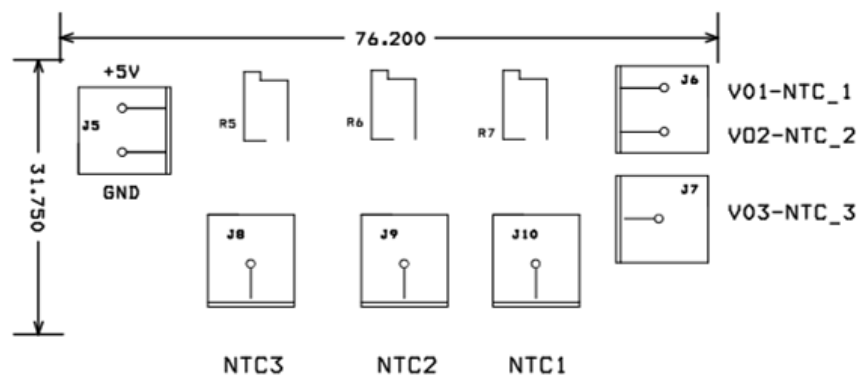 76.200
+5V
J5
GND
31.750
R5
R6
R7
J6
V01-NTC_1
V02-NTC_2
J7
V03-NTC_3
J8
J9
J10
NTC3
NTC2
NTC1